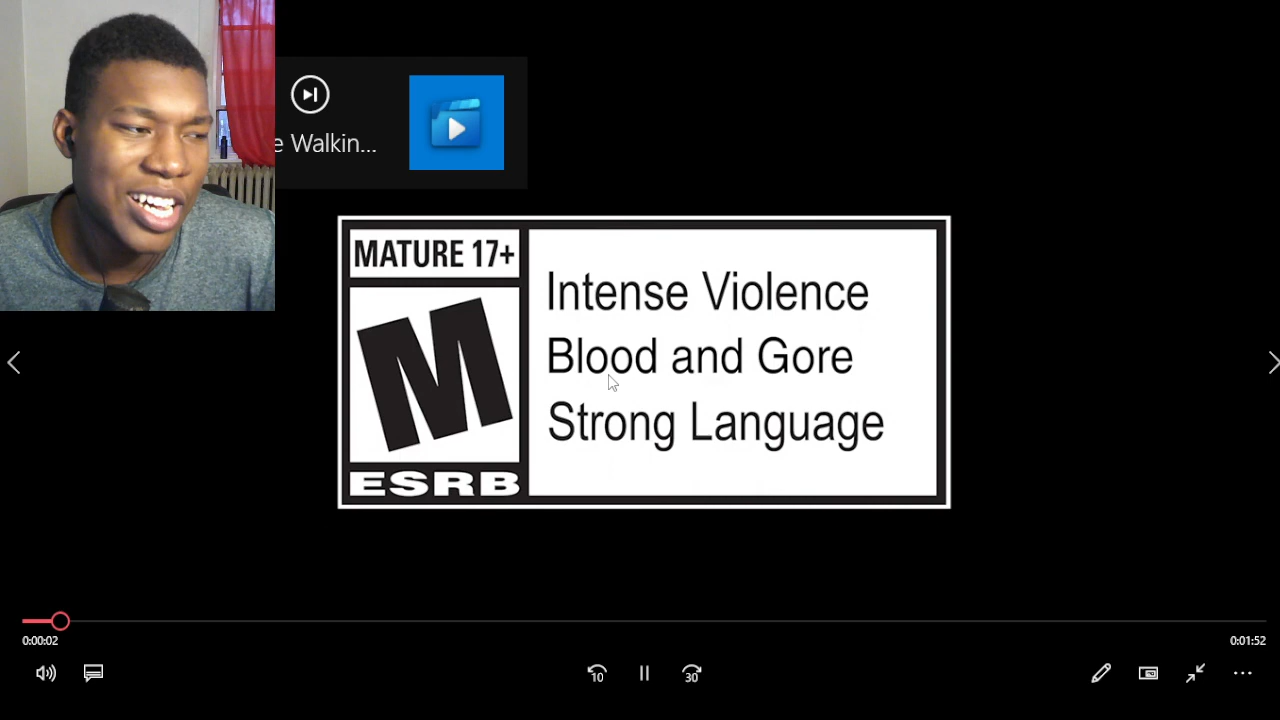 e Walkin...
MATURE 17+
M
ESRB
Intense Violence
Blood and Gore
Strong Language
0:00:02
0:01:52
10
30